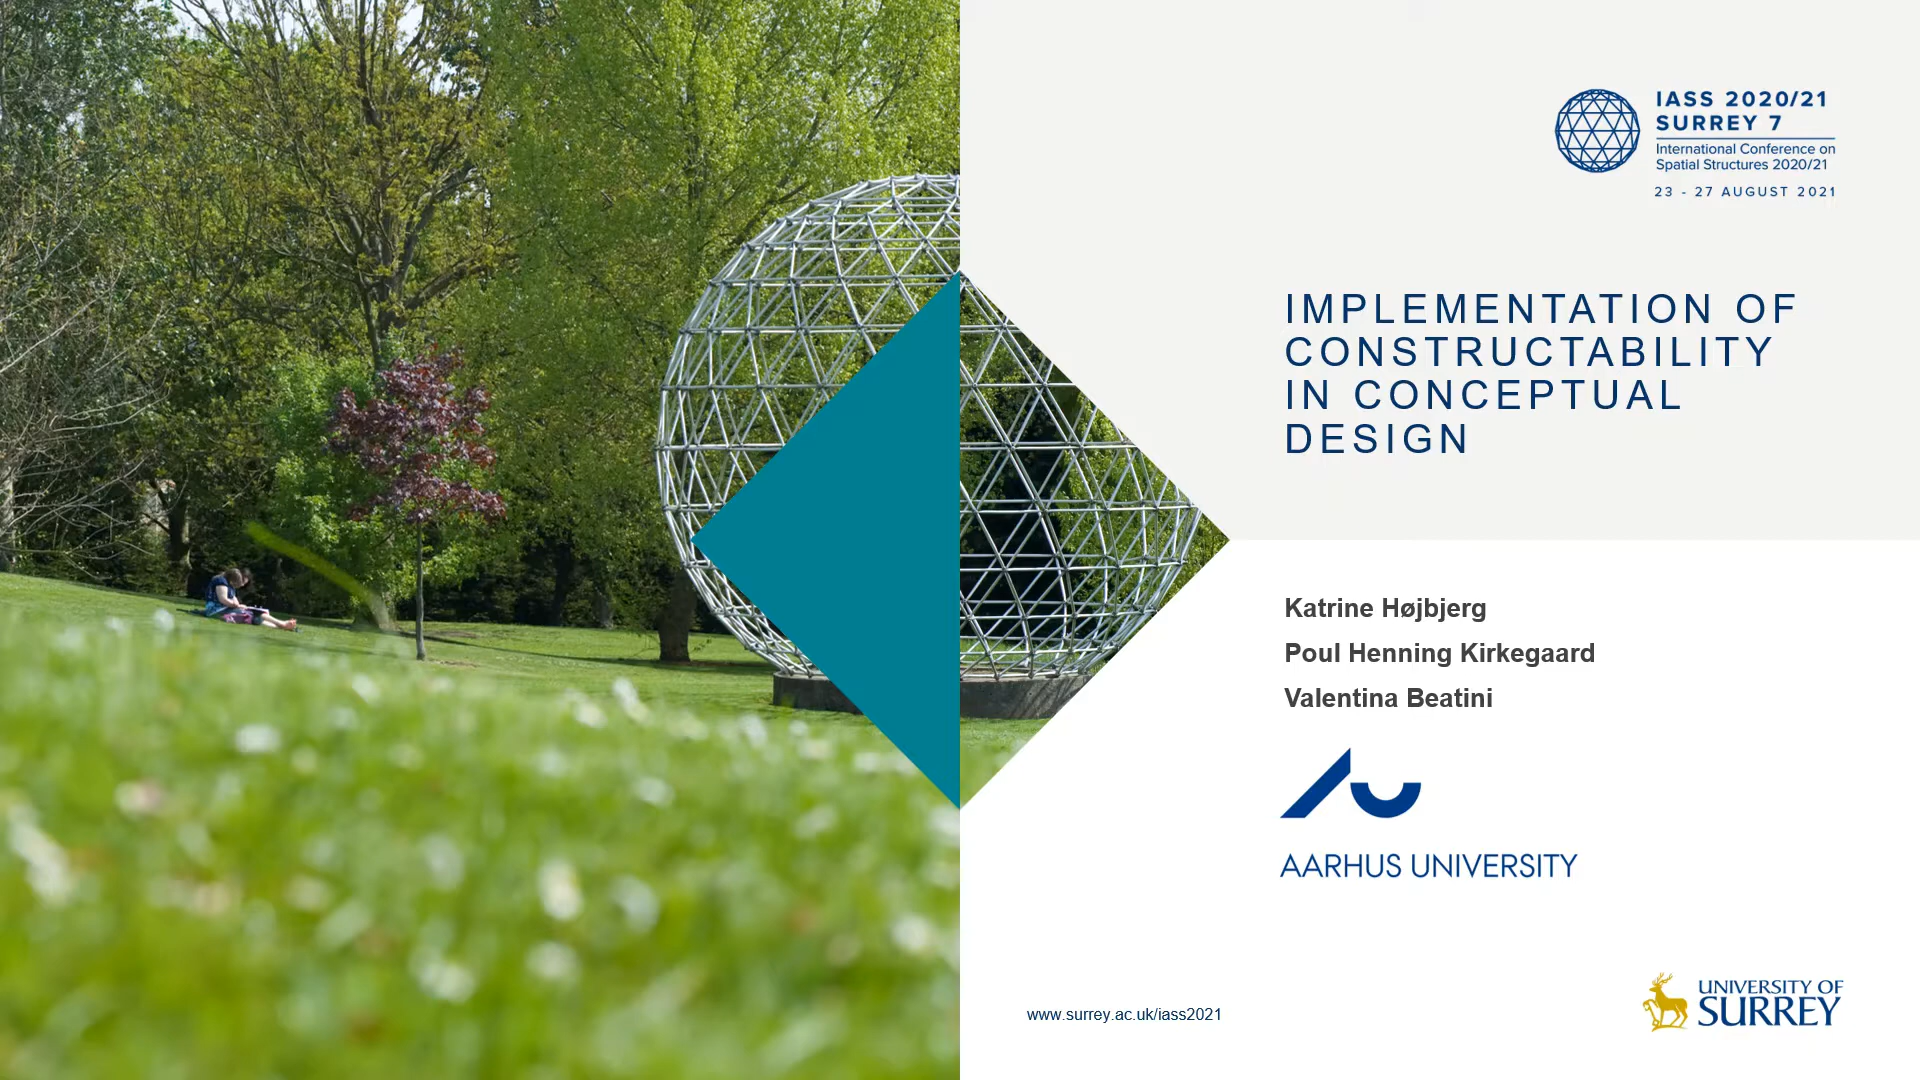 IASS 2020/21
SURREY 7
International Conference on
Spatial Structures 2020/21
23 - 27 AUGUST 2021
IMPLEMENTATION OF
CONSTRUCTABILITY
IN CONCEPTUAL
DESIGN
Katrine Højbjerg
Poul Henning Kirkegaard
Valentina Beatini
AARHUS UNIVERSITY
www.surrey.ac.uk/iass2021
UNIVERSITY OF
SURREY